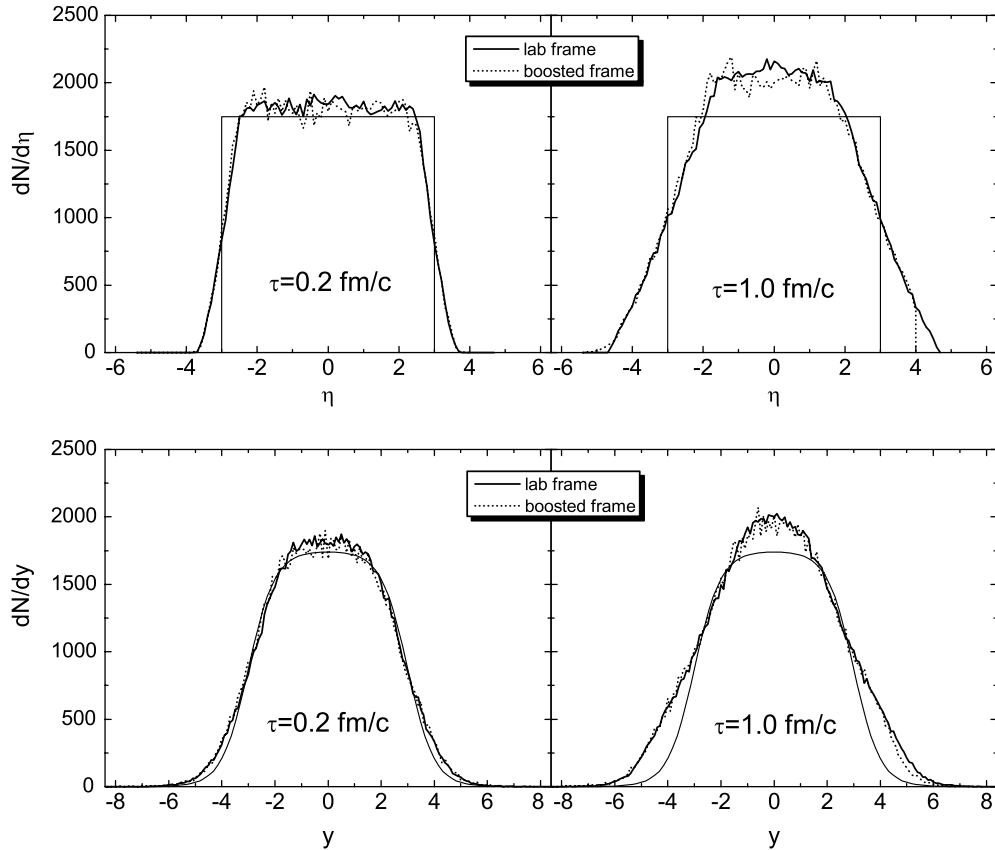 2500
2000
1500
1000
500
0
dN/dη
lab frame
boosted frame
τ=0.2 fm/c
τ=1.0 fm/c
-6 -4 -2 0 2 4 6
-6 -4 -2 0 2 4 6
η
η
2500
2000
1500
1000
500
0
dN/dy
lab frame
boosted frame
τ=0.2 fm/c
τ=1.0 fm/c
-8 -6 -4 -2 0 2 4 6 8
-8 -6 -4 -2 0 2 4 6 8
y
y